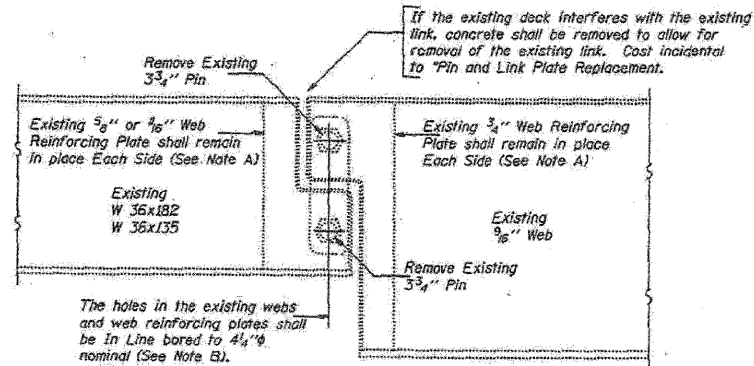 If the existing deck interferes with the existing
link, concrete shall be removed to allow for
removal of the existing link. Cost incidental
to "Pin and Link Plate Replacement.
Remove Existing
3¾" Pin
Existing ⅝" or 9/16" Web
Reinforcing Plate shall remain
in place Each Side (See Note A)
Existing ¾" Web Reinforcing
Plate shall remain in place
Each Side (See Note A)
Existing
W 36x182
W 36x135
Existing
9/16" Web
Remove Existing
3¾" Pin
The holes in the existing webs
and web reinforcing plates shall
be In Line bored to 4¼"ϕ
nominal (See Note B).